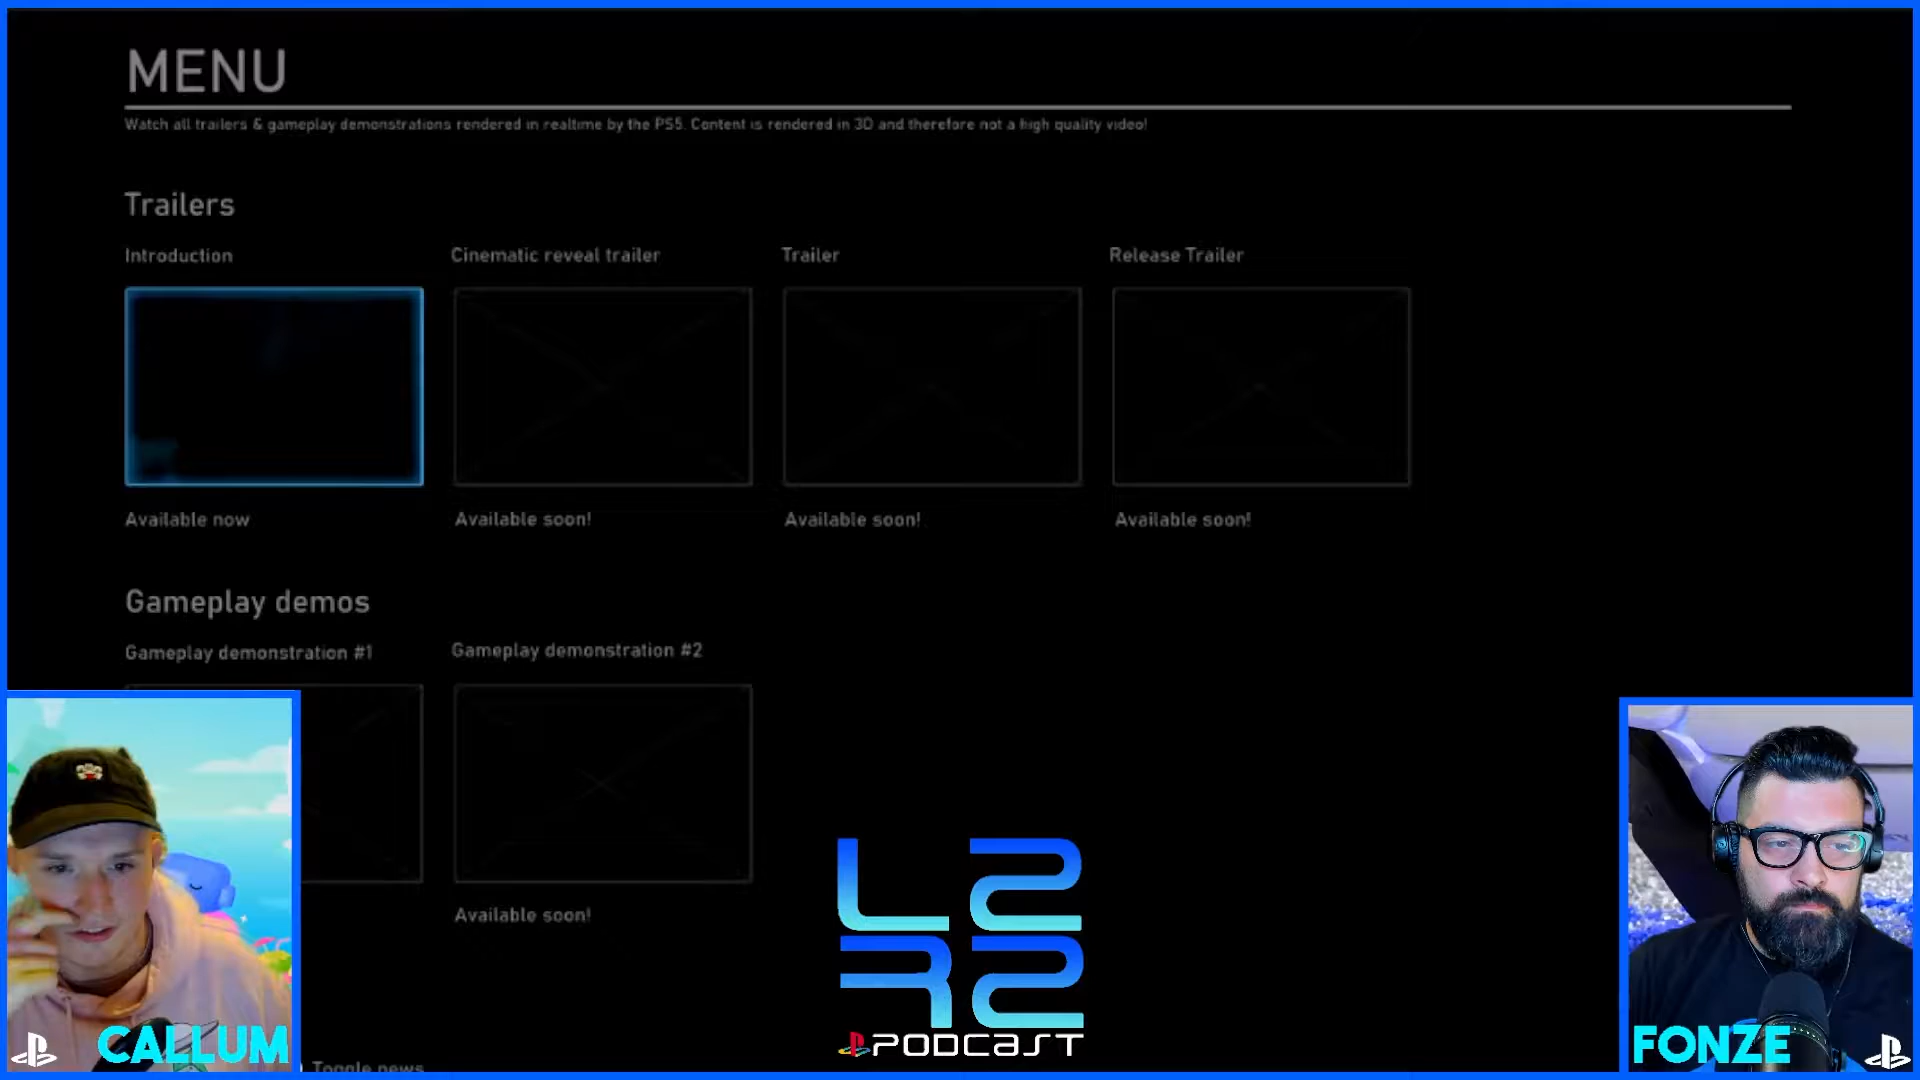 MENU
Watch all trailers & gameplay demonstrations rendered in realtime by the PS5. Content is rendered in 3D and therefore not a high quality video!
Trailers
Introduction
Cinematic reveal trailer
Trailer
Release Trailer
Available now
Available soon!
Available soon!
Available soon!
Gameplay demos
Gameplay demonstration #1
Gameplay demonstration #2
Available soon!
L2
R2
PODCAST
CALLUM
FONZE
Toggle news